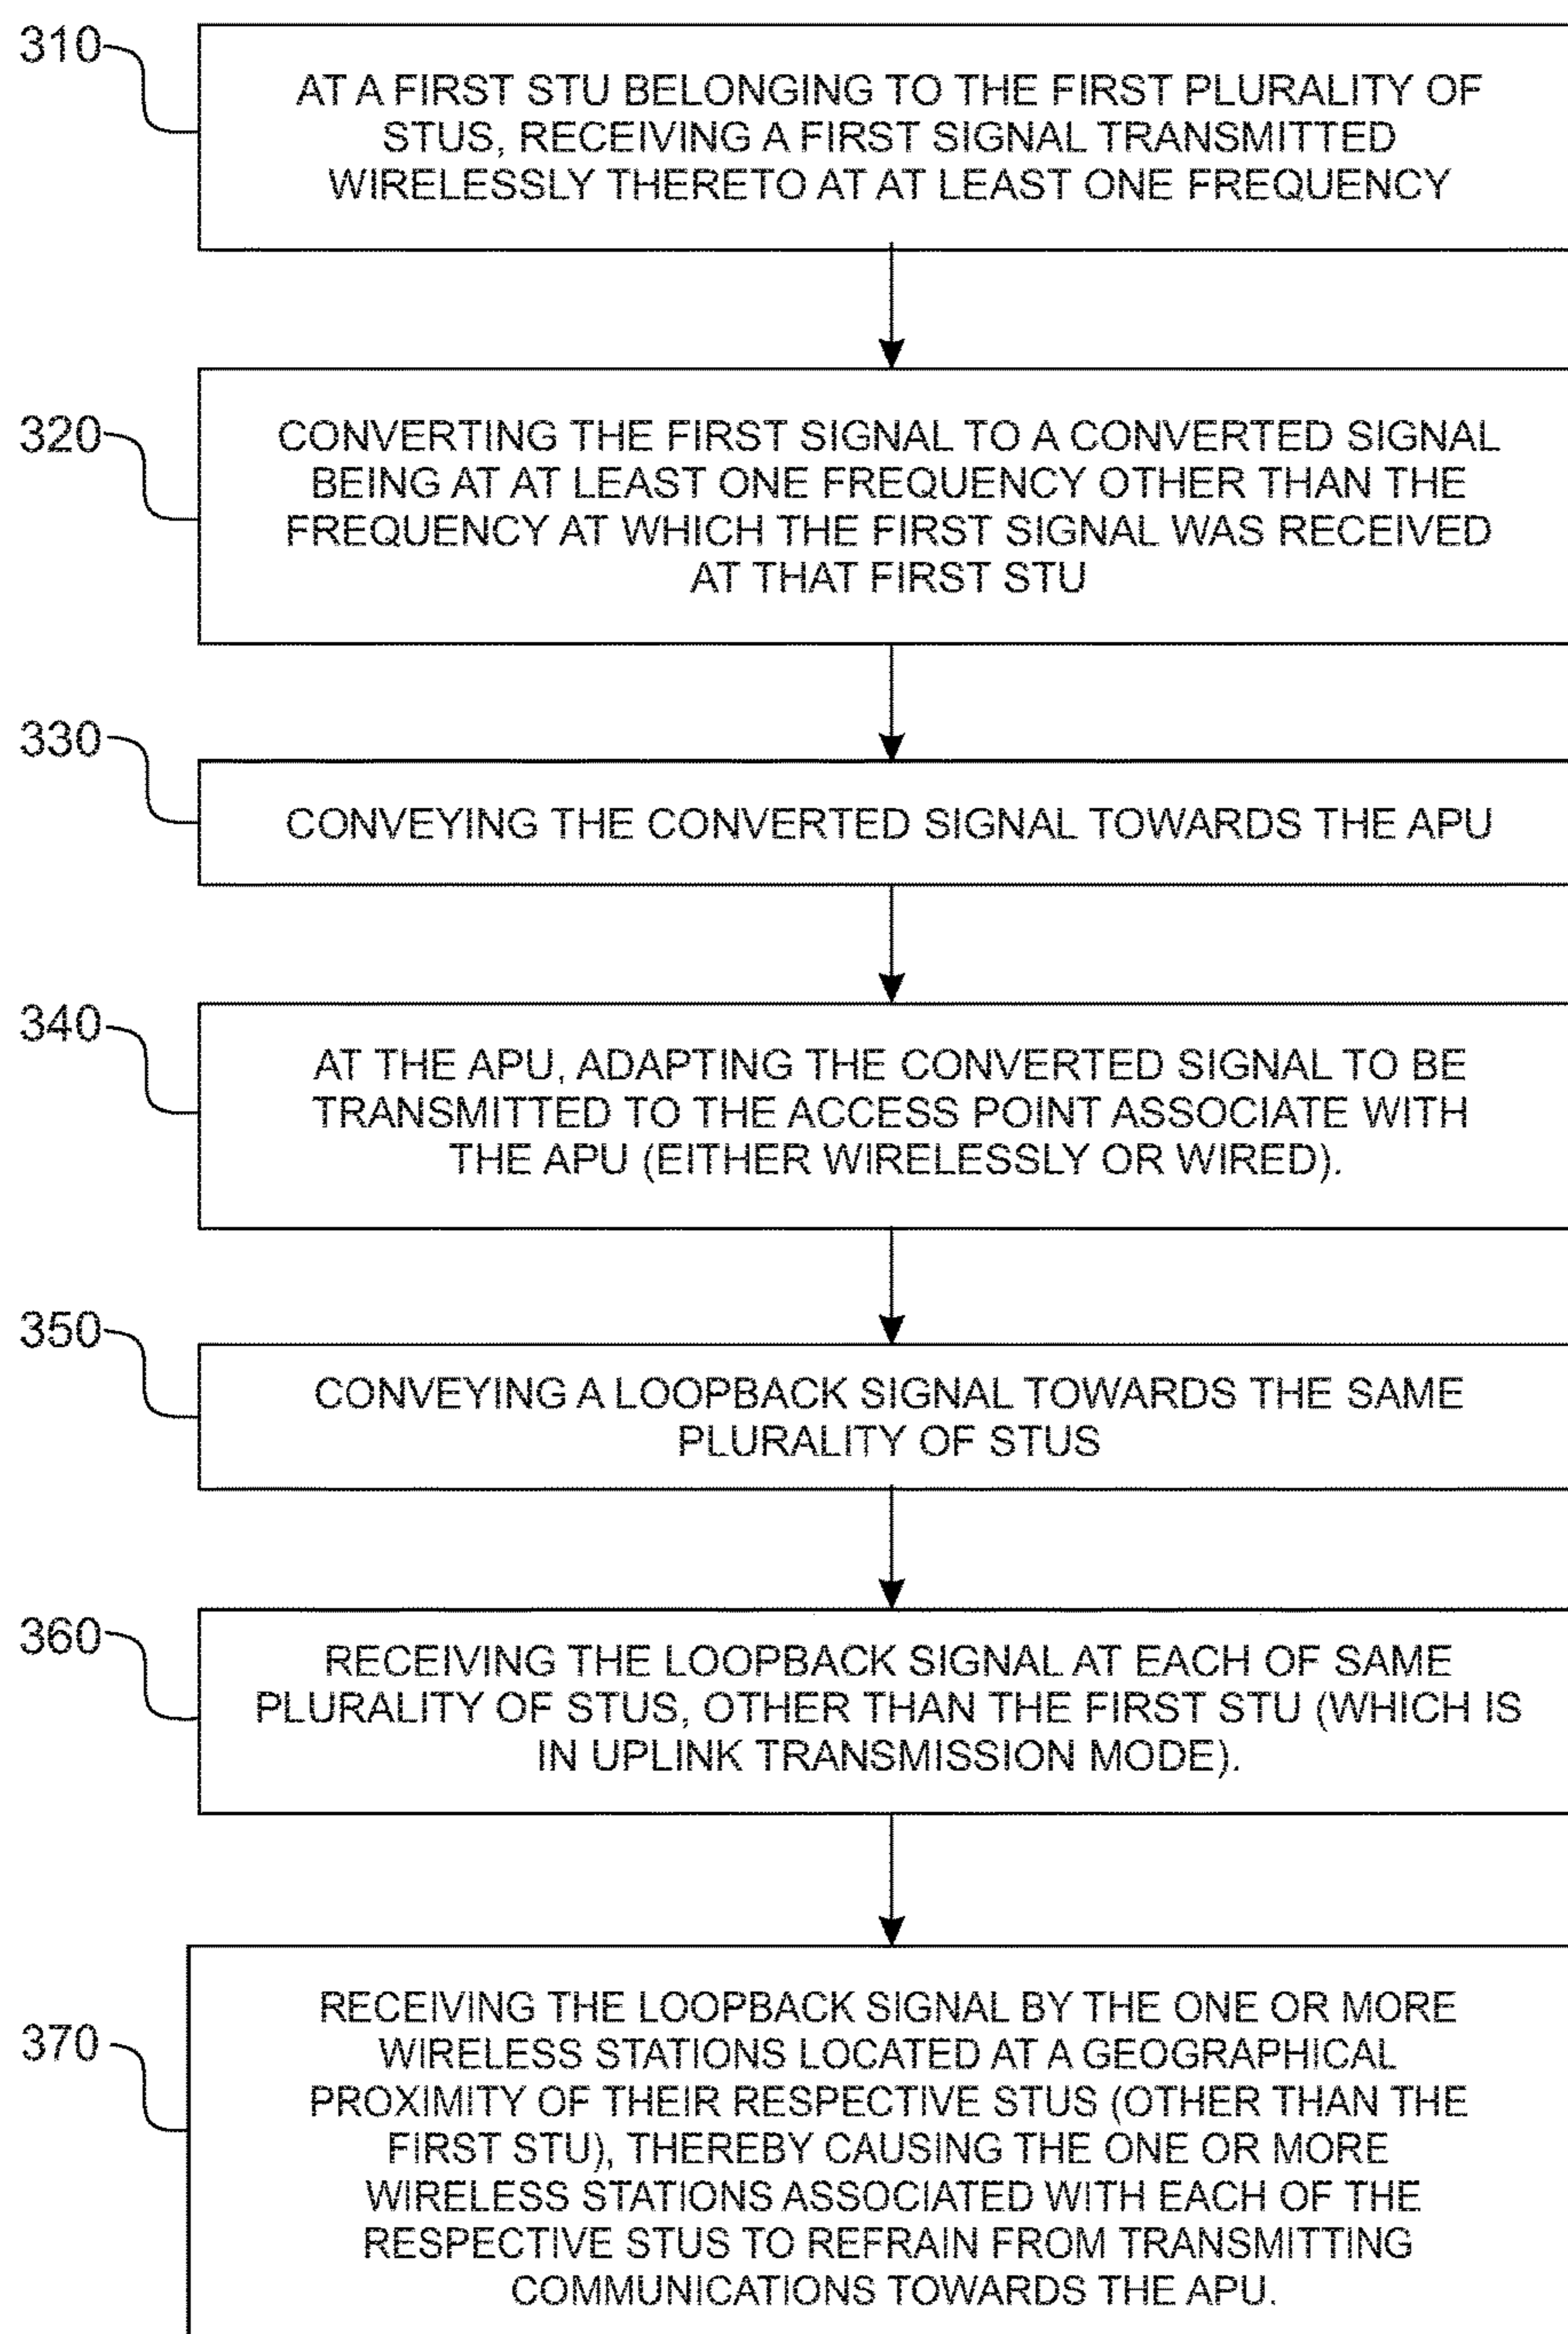 310
AT A FIRST STU BELONGING TO THE FIRST PLURALITY OF
STUS, RECEIVING A FIRST SIGNAL TRANSMITTED
WIRELESSLY THERETO AT AT LEAST ONE FREQUENCY
320
CONVERTING THE FIRST SIGNAL TO A CONVERTED SIGNAL
BEING AT AT LEAST ONE FREQUENCY OTHER THAN THE
FREQUENCY AT WHICH THE FIRST SIGNAL WAS RECEIVED
AT THAT FIRST STU
330
CONVEYING THE CONVERTED SIGNAL TOWARDS THE APU
340
AT THE APU, ADAPTING THE CONVERTED SIGNAL TO BE
TRANSMITTED TO THE ACCESS POINT ASSOCIATE WITH
THE APU (EITHER WIRELESSLY OR WIRED).
350
CONVEYING A LOOPBACK SIGNAL TOWARDS THE SAME
PLURALITY OF STUS
360
RECEIVING THE LOOPBACK SIGNAL AT EACH OF SAME
PLURALITY OF STUS, OTHER THAN THE FIRST STU (WHICH IS
IN UPLINK TRANSMISSION MODE).
370
RECEIVING THE LOOPBACK SIGNAL BY THE ONE OR MORE
WIRELESS STATIONS LOCATED AT A GEOGRAPHICAL
PROXIMITY OF THEIR RESPECTIVE STUS (OTHER THAN THE
FIRST STU), THEREBY CAUSING THE ONE OR MORE
WIRELESS STATIONS ASSOCIATED WITH EACH OF THE
RESPECTIVE STUS TO REFRAIN FROM TRANSMITTING
COMMUNICATIONS TOWARDS THE APU.